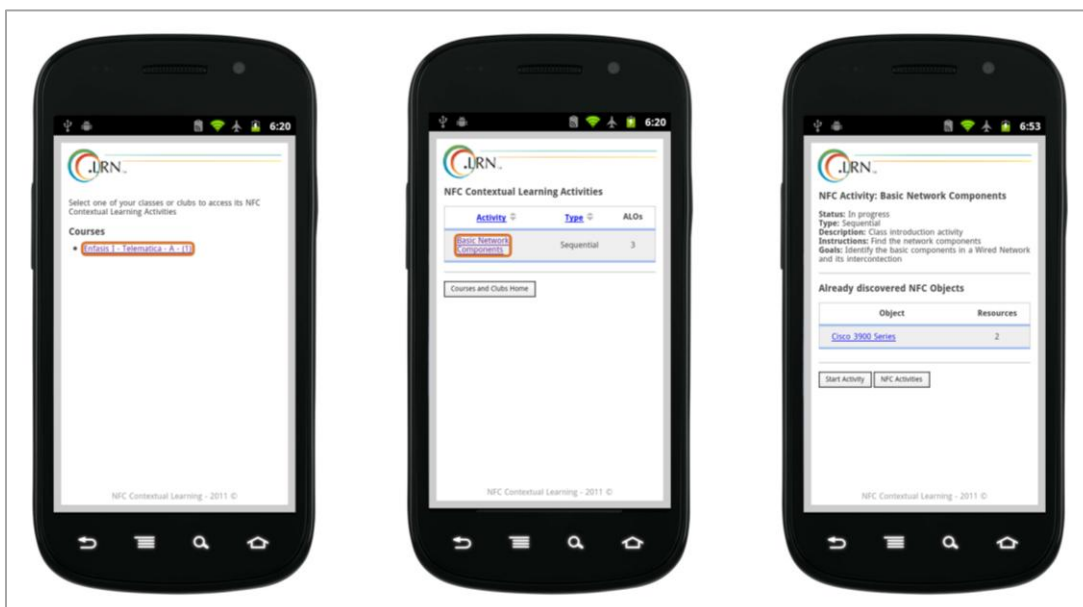 6:20
.LRN
Select one of your classes or clubs to access its NFC
Contextual Learning Activities
Courses
Enfasis I - Telematica - A - (1)
NFC Contextual Learning - 2011 ©
6:20
.LRN
NFC Contextual Learning Activities
Activity Type ALOs
Basic Network
Components
Sequential 3
Courses and Clubs Home
NFC Contextual Learning - 2011 ©
6:53
.LRN
NFC Activity: Basic Network Components
Status: In progress
Type: Sequential
Description: Class introduction activity
Instructions: Find the network components
Goals: Identify the basic components in a Wired Network
and its intercontection
Already discovered NFC Objects
Object Resources
Cisco 3900 Series 2
Start Activity NFC Activities
NFC Contextual Learning - 2011 ©